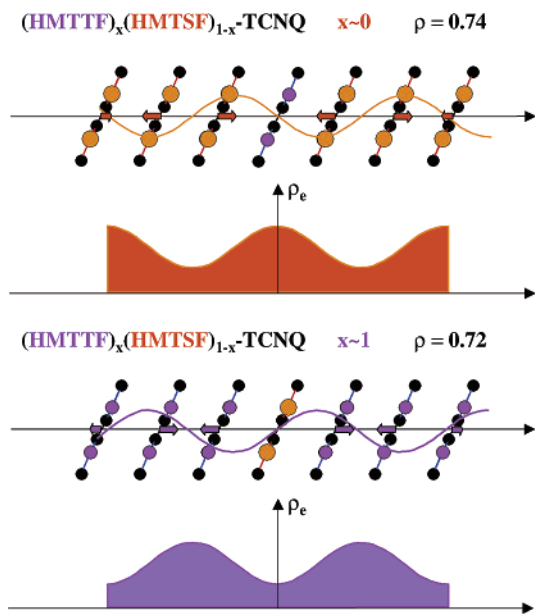 (HMTTF)ₓ(HMTSF)₁₋ₓ-TCNQ x~0 ρ = 0.74
ρₑ
(HMTTF)ₓ(HMTSF)₁₋ₓ-TCNQ x~1 ρ = 0.72
ρₑ